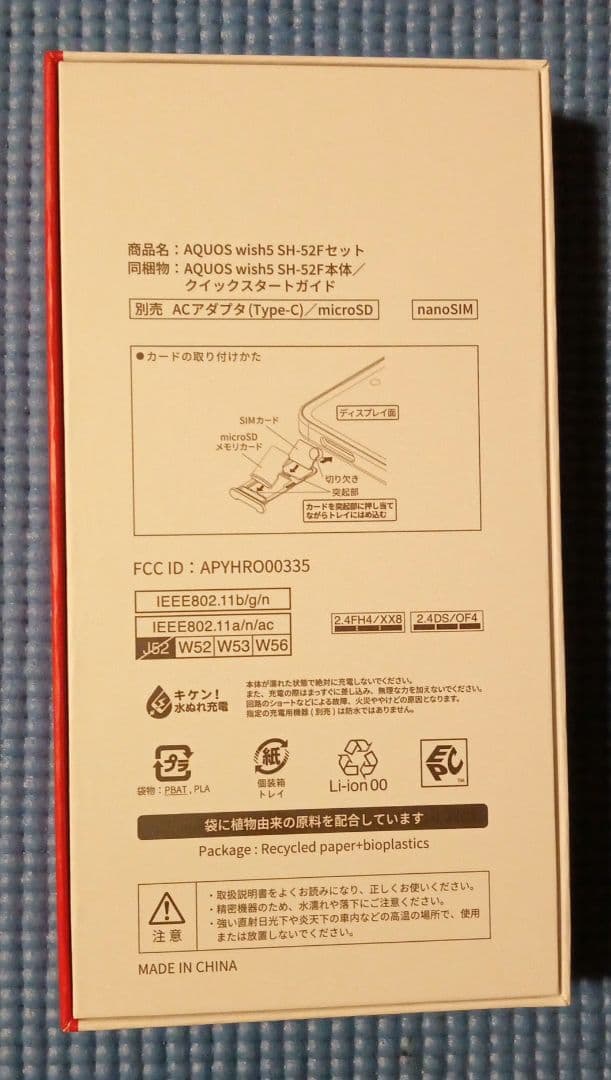 商品名：AQUOS wish5 SH-52Fセット
同梱物：AQUOS wish5 SH-52F本体／
クイックスタートガイド
別売 ACアダプタ(Type-C)／microSD
nanoSIM
●カードの取り付けかた
ディスプレイ面
SIMカード
microSD
メモリカード
切り欠き
突起部
カードを突起部に押し当て
ながらトレイにはめ込む
FCC ID：APYHRO00335
IEEE802.11b/g/n
IEEE802.11a/n/ac
J52 W52 W53 W56
2.4FH4/XX8
2.4DS/OF4
キケン！
水ぬれ充電
本体が濡れた状態で絶対に充電しないでください。
また、充電の際はまっすぐに差し込み、無理な力を加えないでください。
回路のショートなどによる故障、火災ややけどの原因となります。
指定の充電用機器(別売)は防水ではありません。
プラ
袋物：PBAT , PLA
紙
個装箱
トレイ
Li-ion 00
袋に植物由来の原料を配合しています
Package : Recycled paper+bioplastics
注意
・取扱説明書をよくお読みになり、正しくお使いください。
・精密機器のため、水濡れや落下にご注意ください。
・強い直射日光下や炎天下の車内などの高温の場所で、使用
または放置しないでください。
MADE IN CHINA